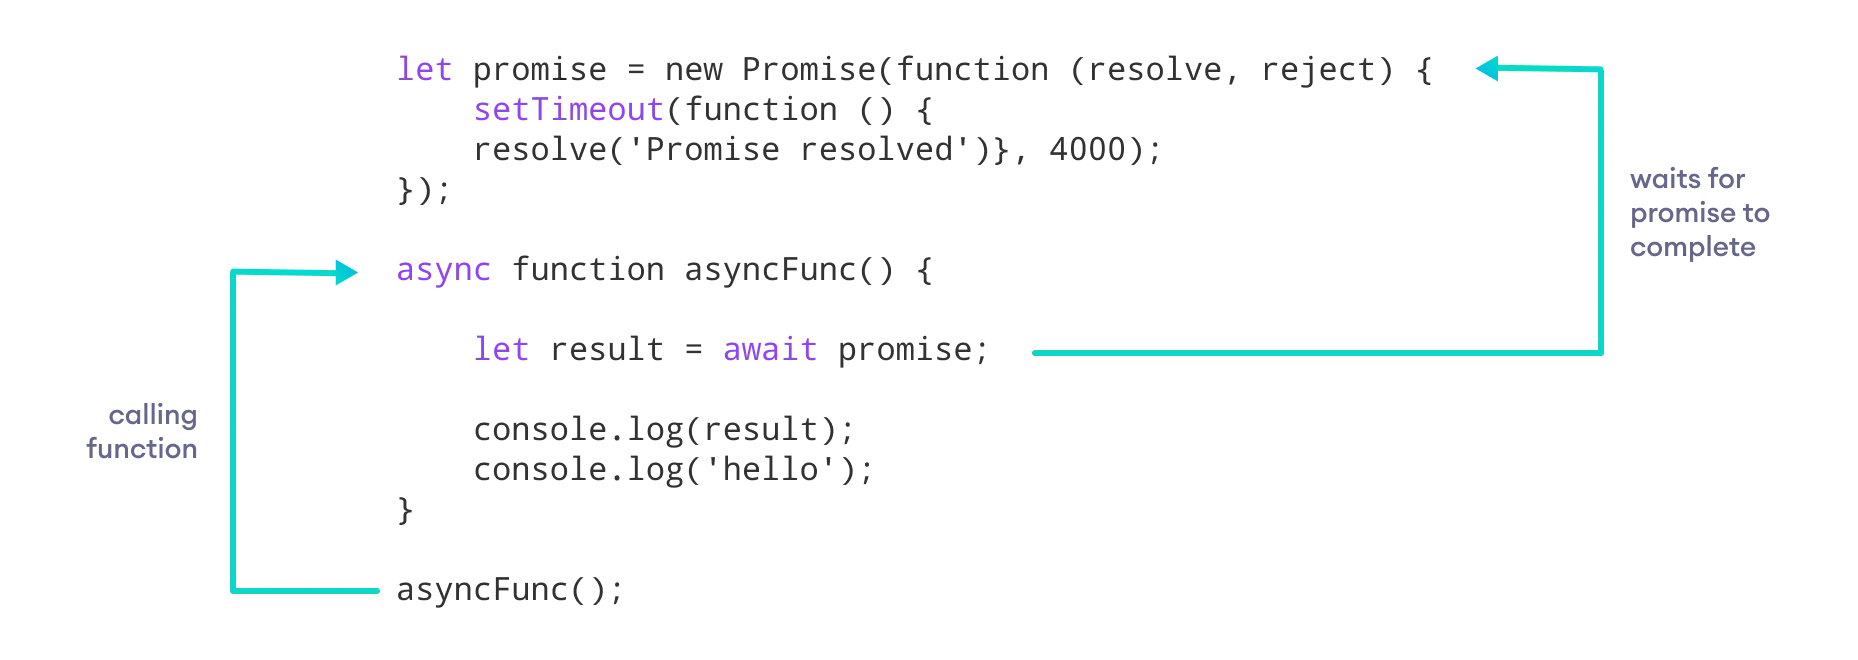 let promise = new Promise(function (resolve, reject) {
setTimeout(function () {
resolve('Promise resolved')}, 4000);
});
waits for
promise to
complete
async function asyncFunc() {
let result = await promise;
calling
function
console.log(result);
console.log('hello');
}
asyncFunc();